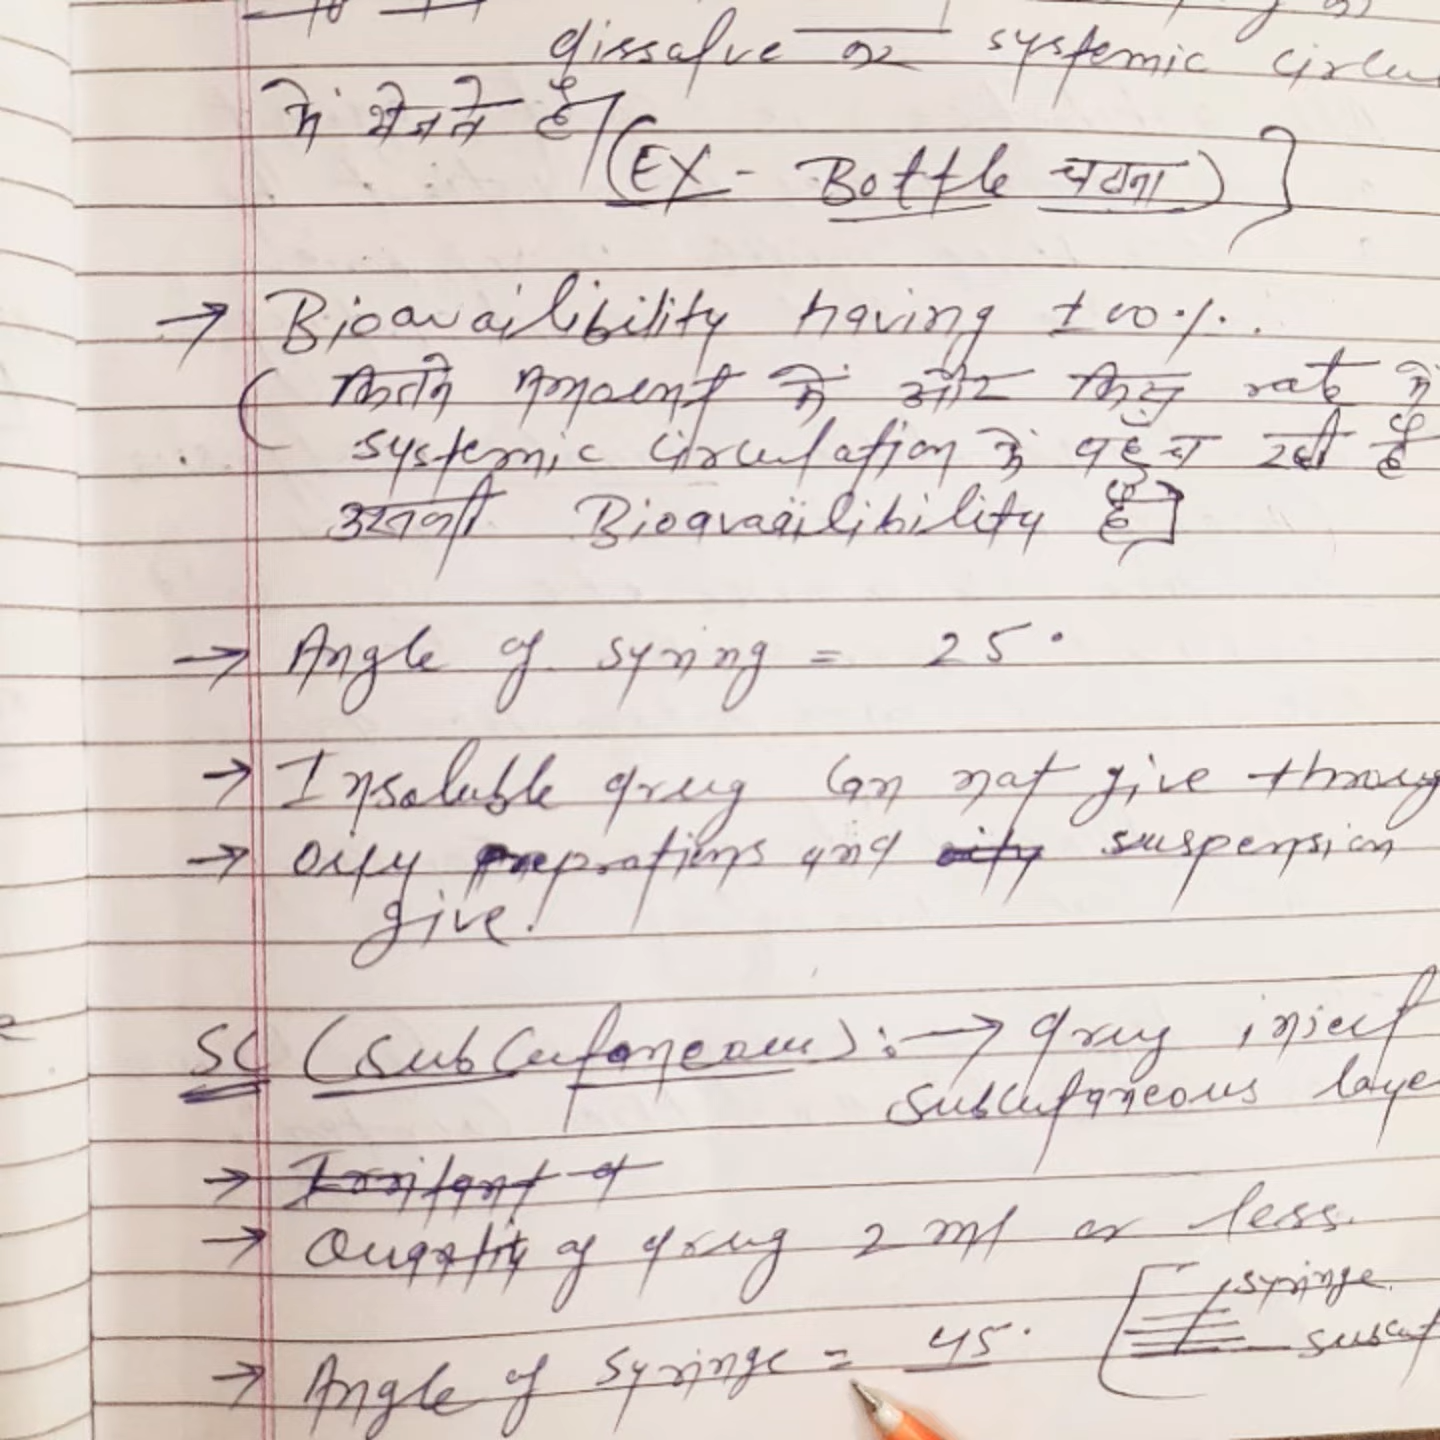 dissolve कर systemic circu
में भेजते है।
(EX - Bottle चढाना) ]
→ Bioavailibility having 100%.
( कितने Amount में और किस rate में
systemic circulation में पहुच रही है
उसकी Bioavailibility है]
→ Angle of syring = 25°
→ Insoluble drug can not give throug
→ Oily preprations and oily suspension
give.
SC (Subcutaneous) :→ drug inject
subcutaneous laye
→ Irritant d
→ Quantity of drug 2 ml or less.
[ syringe
→ Angle of syringe = 45° subcut